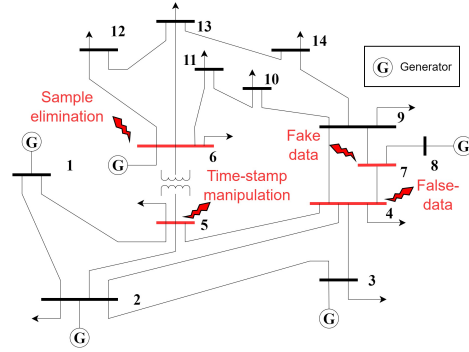 12
13
14
11
10
G
Generator
Sample
elimination
9
Fake
data
G
6
Time-stamp
manipulation
7
8
G
G
1
False-
data
4
5
2
3
G
G